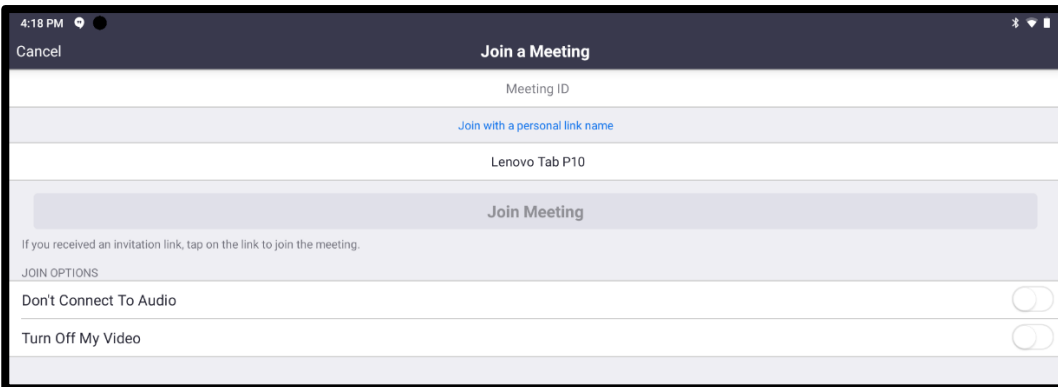 4:18 PM
Cancel
Join a Meeting
Meeting ID
Join with a personal link name
Lenovo Tab P10
Join Meeting
If you received an invitation link, tap on the link to join the meeting.
JOIN OPTIONS
Don't Connect To Audio
Turn Off My Video